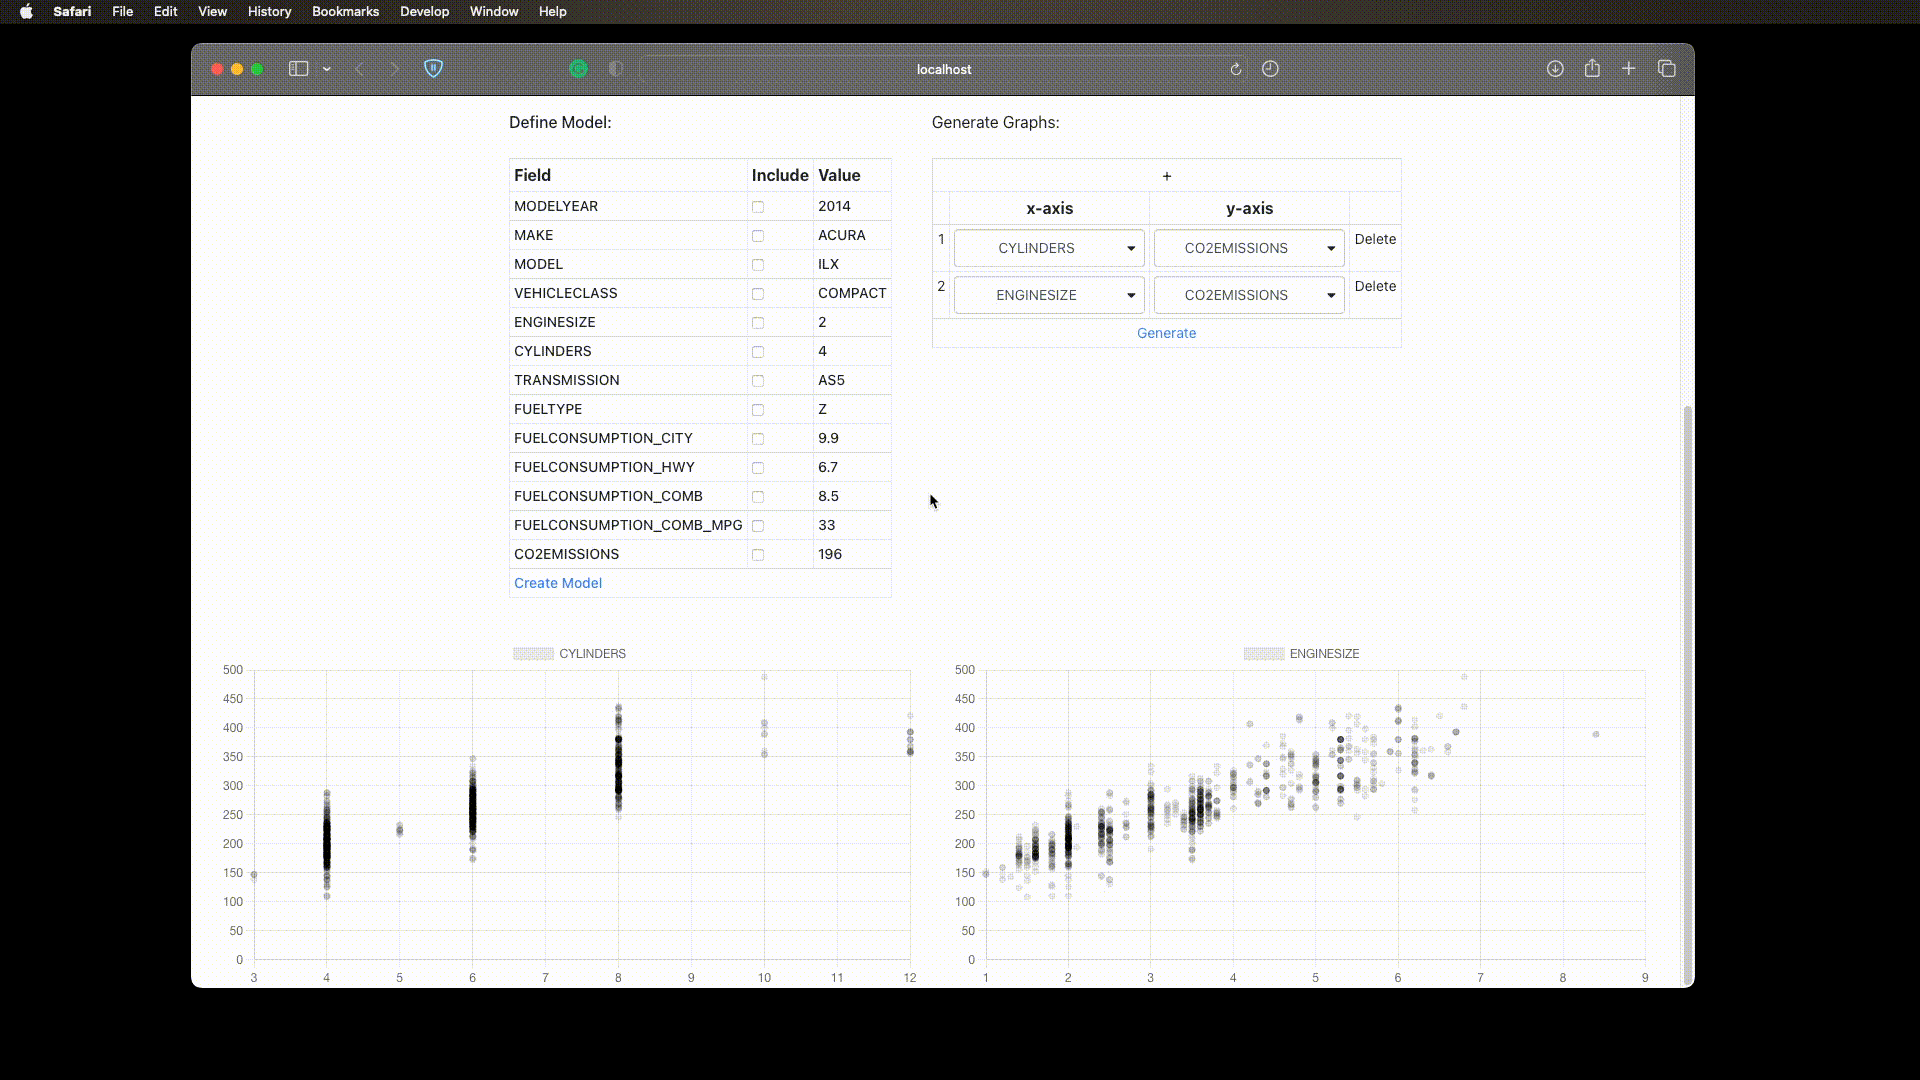 Safari File Edit View History Bookmarks Develop Window Help
localhost
Define Model:
Field Include Value
MODELYEAR 2014
MAKE ACURA
MODEL ILX
VEHICLECLASS COMPACT
ENGINESIZE 2
CYLINDERS 4
TRANSMISSION AS5
FUELTYPE Z
FUELCONSUMPTION_CITY 9.9
FUELCONSUMPTION_HWY 6.7
FUELCONSUMPTION_COMB 8.5
FUELCONSUMPTION_COMB_MPG 33
CO2EMISSIONS 196
Create Model
Generate Graphs:
+
x-axis y-axis
1 CYLINDERS CO2EMISSIONS Delete
2 ENGINESIZE CO2EMISSIONS Delete
Generate
CYLINDERS
500
450
400
350
300
250
200
150
100
50
0
3 4 5 6 7 8 9 10 11 12
ENGINESIZE
500
450
400
350
300
250
200
150
100
50
0
1 2 3 4 5 6 7 8 9